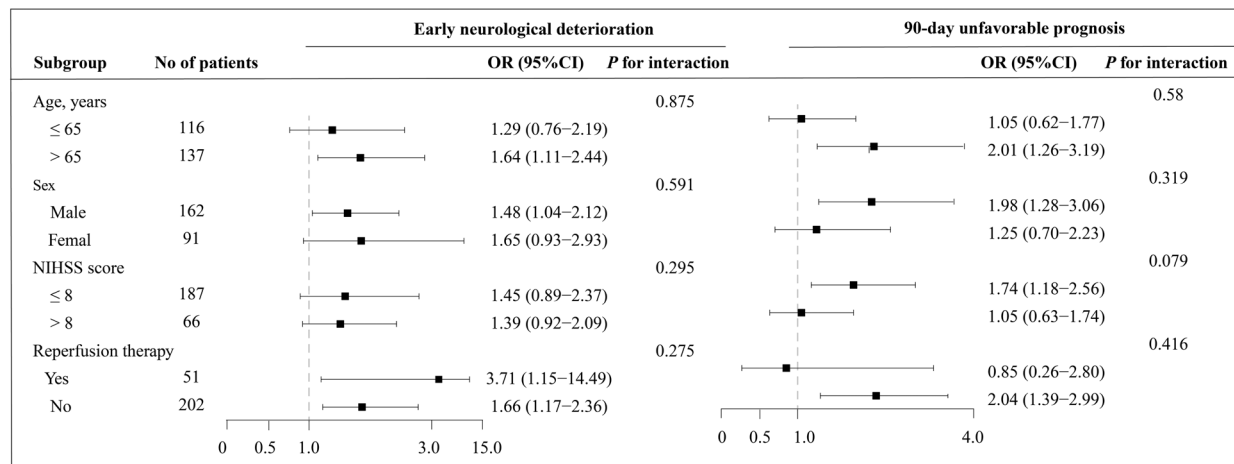 Early neurological deterioration 90-day unfavorable prognosis
Subgroup No of patients OR (95%CI) P for interaction OR (95%CI) P for interaction
Age, years 0.875 0.58
≤ 65 116 1.29 (0.76−2.19) 1.05 (0.62−1.77)
> 65 137 1.64 (1.11−2.44) 2.01 (1.26−3.19)
Sex 0.591 0.319
Male 162 1.48 (1.04−2.12) 1.98 (1.28−3.06)
Femal 91 1.65 (0.93−2.93) 1.25 (0.70−2.23)
NIHSS score 0.295 0.079
≤ 8 187 1.45 (0.89−2.37) 1.74 (1.18−2.56)
> 8 66 1.39 (0.92−2.09) 1.05 (0.63−1.74)
Reperfusion therapy 0.275 0.416
Yes 51 3.71 (1.15−14.49) 0.85 (0.26−2.80)
No 202 1.66 (1.17−2.36) 2.04 (1.39−2.99)
0 0.5 1.0 3.0 15.0 0 0.5 1.0 4.0